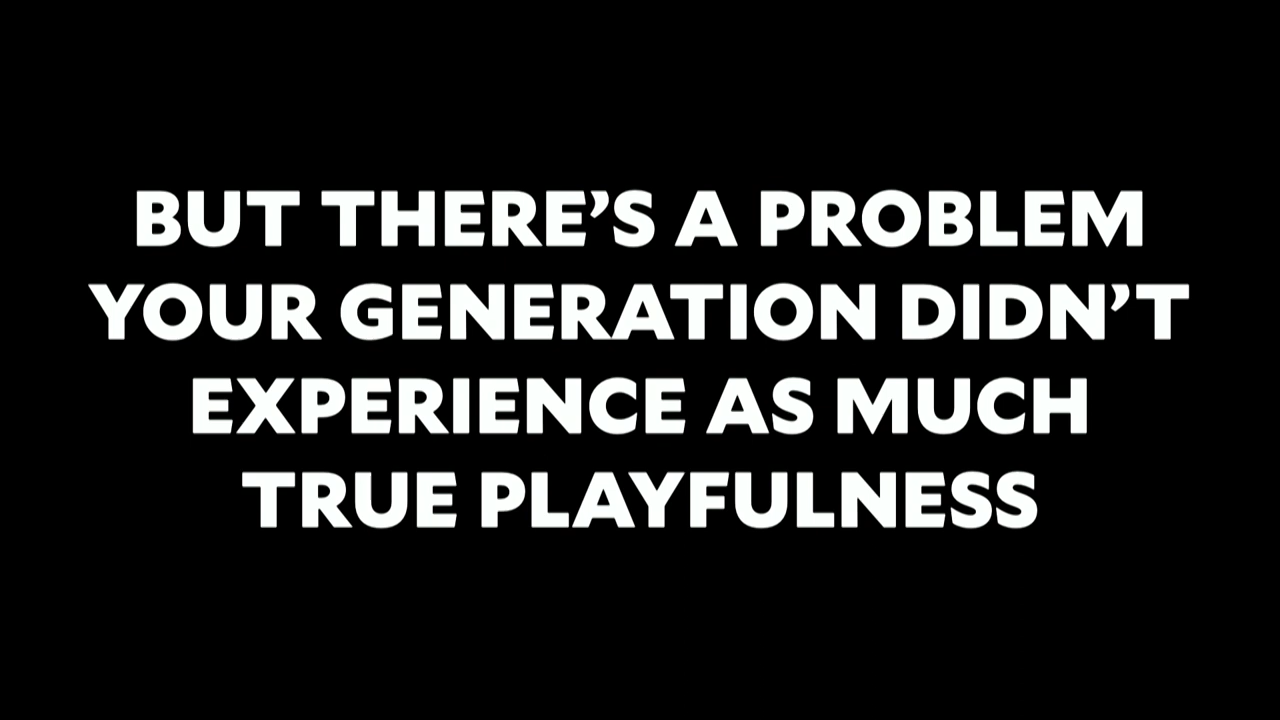 BUT THERE’S A PROBLEM
YOUR GENERATION DIDN’T
EXPERIENCE AS MUCH
TRUE PLAYFULNESS